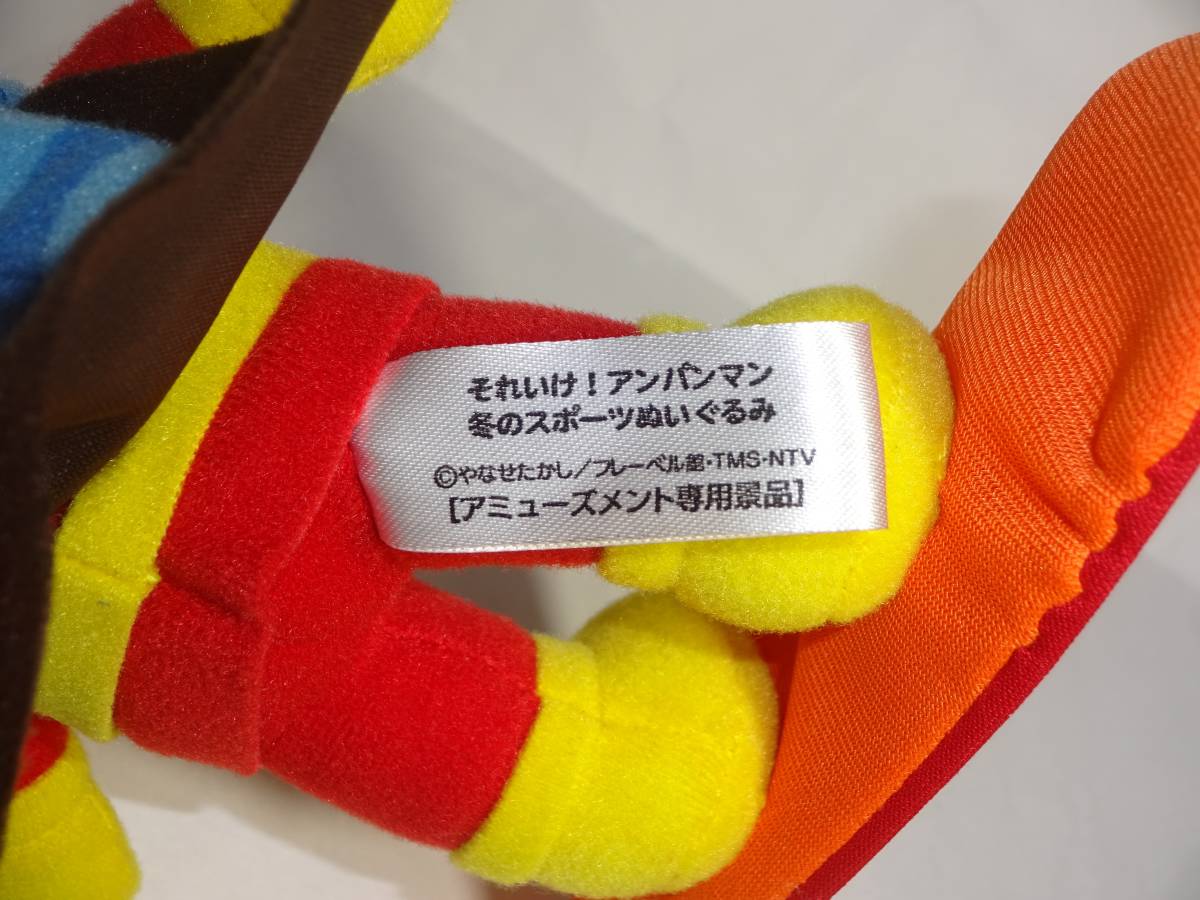 それいけ！アンパンマン
冬のスポーツぬいぐるみ
©やなせたかし／フレーベル館・TMS・NTV
[アミューズメント専用景品]